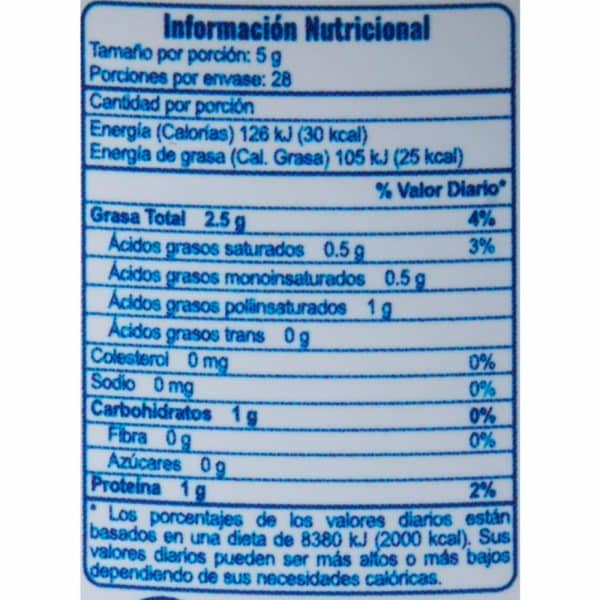 Información Nutricional
Tamaño por porción: 5 g
Porciones por envase: 28
Cantidad por porción
Energía (Calorías) 126 kJ (30 kcal)
Energía de grasa (Cal. Grasa) 105 kJ (25 kcal)
% Valor Diario*
Grasa Total 2.5 g 4%
Ácidos grasos saturados 0.5 g 3%
Ácidos grasos monoinsaturados 0.5 g
Ácidos grasos poliinsaturados 1 g
Ácidos grasos trans 0 g
Colesterol 0 mg 0%
Sodio 0 mg 0%
Carbohidratos 1 g 0%
Fibra 0 g 0%
Azúcares 0 g
Proteína 1 g 2%
* Los porcentajes de los valores diarios están
basados en una dieta de 8380 kJ (2000 kcal). Sus
valores diarios pueden ser más altos o más bajos
dependiendo de sus necesidades calóricas.